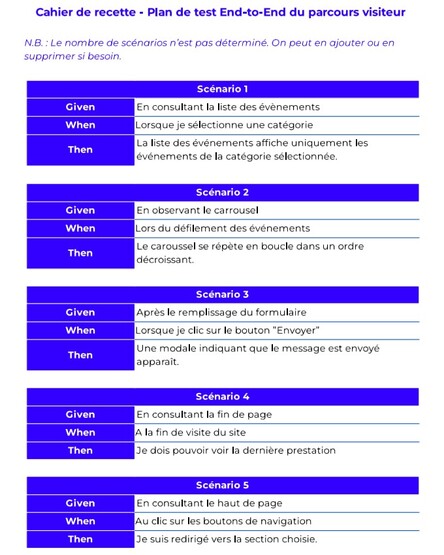 Cahier de recette - Plan de test End-to-End du parcours visiteur
N.B. : Le nombre de scénarios n'est pas déterminé. On peut en ajouter ou en
supprimer si besoin.
Scénario 1
Given En consultant la liste des évènements
When Lorsque je sélectionne une catégorie
Then La liste des événements affiche uniquement les
événements de la catégorie sélectionnée.
Scénario 2
Given En observant le carrousel
When Lors du défilement des événements
Then Le caroussel se répète en boucle dans un ordre
décroissant.
Scénario 3
Given Après le remplissage du formulaire
When Lorsque je clic sur le bouton "Envoyer"
Then Une modale indiquant que le message est envoyé
apparaît.
Scénario 4
Given En consultant la fin de page
When A la fin de visite du site
Then Je dois pouvoir voir la dernière prestation
Scénario 5
Given En consultant le haut de page
When Au clic sur les boutons de navigation
Then Je suis redirigé vers la section choisie.